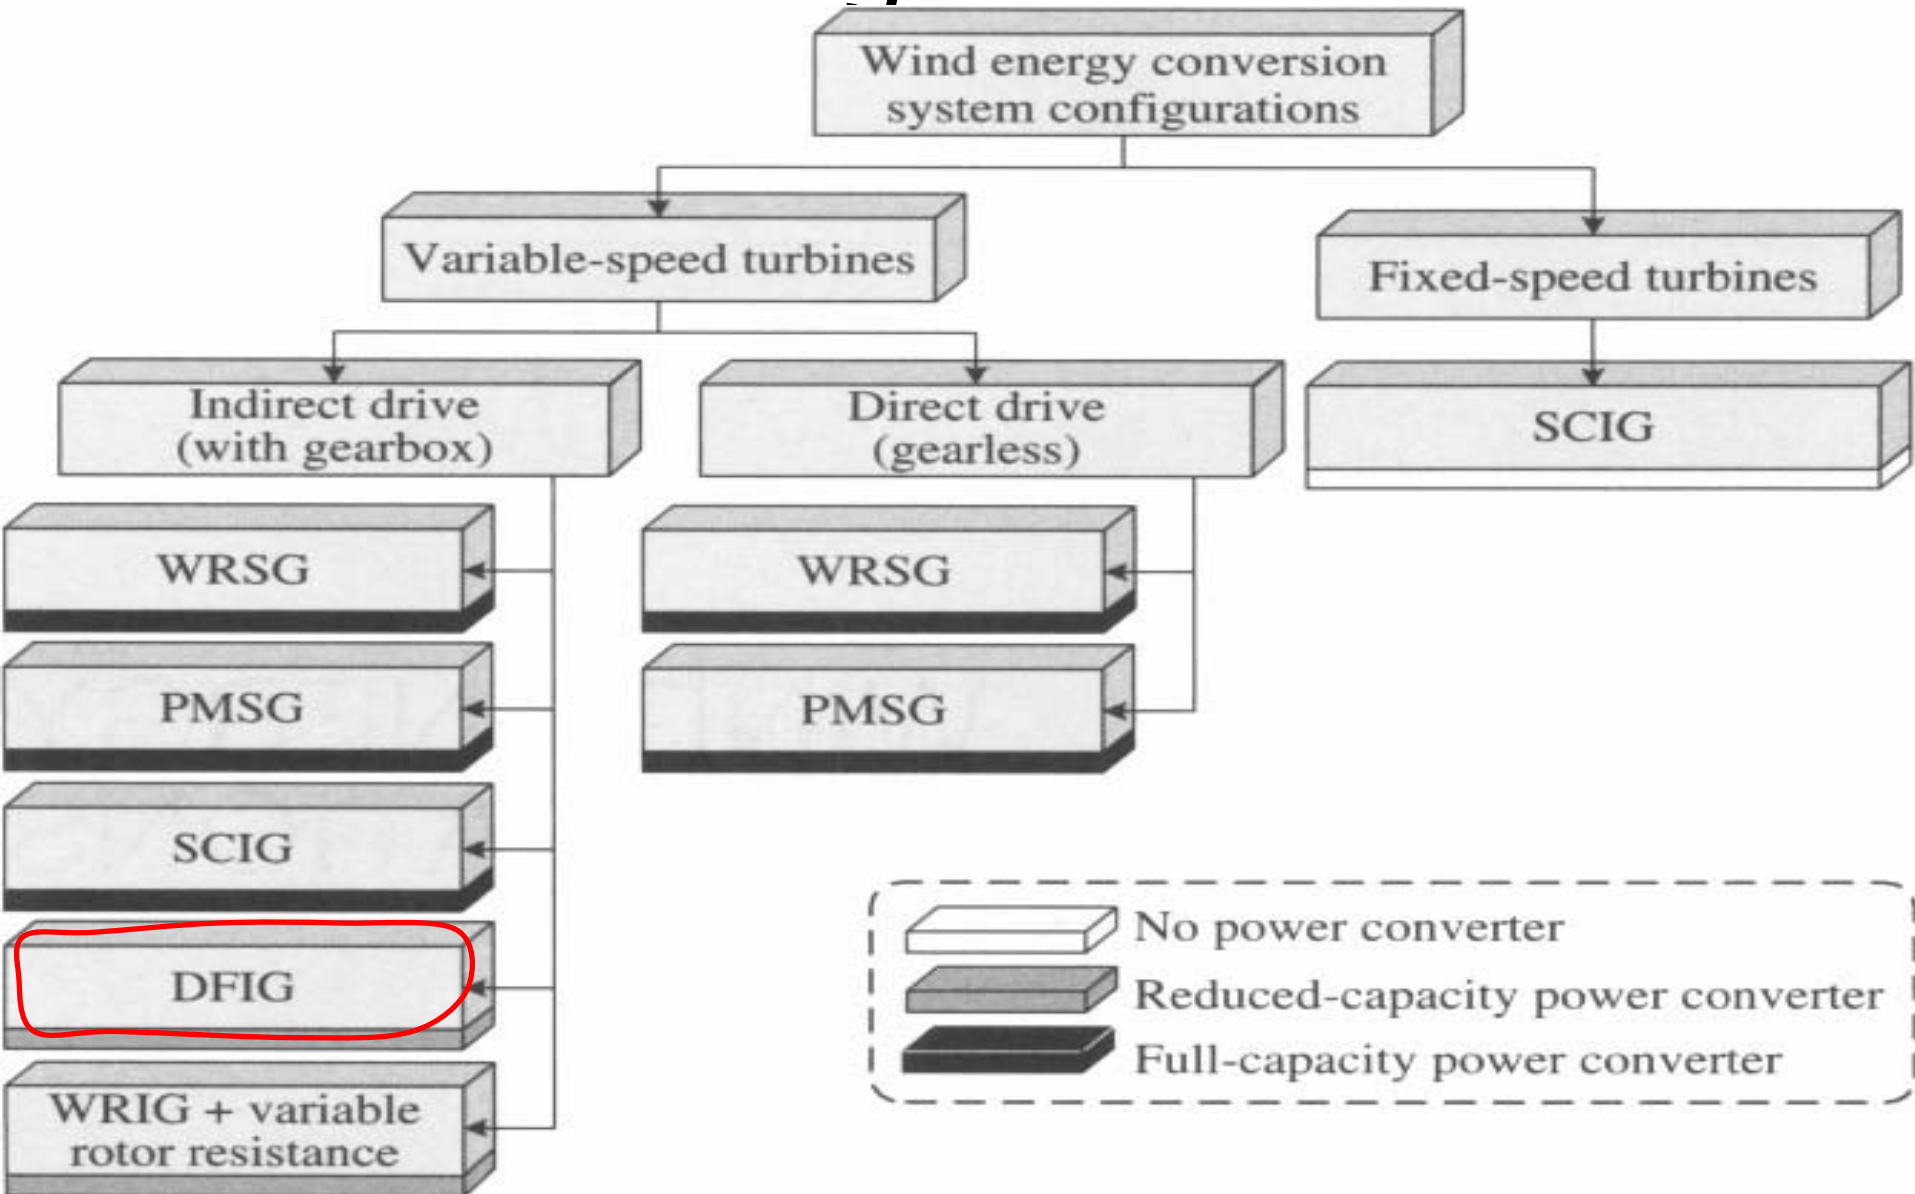 Wind energy conversion
system configurations
Variable-speed turbines
Fixed-speed turbines
Indirect drive
(with gearbox)
Direct drive
(gearless)
SCIG
WRSG
WRSG
PMSG
PMSG
SCIG
DFIG
WRIG + variable
rotor resistance
No power converter
Reduced-capacity power converter
Full-capacity power converter